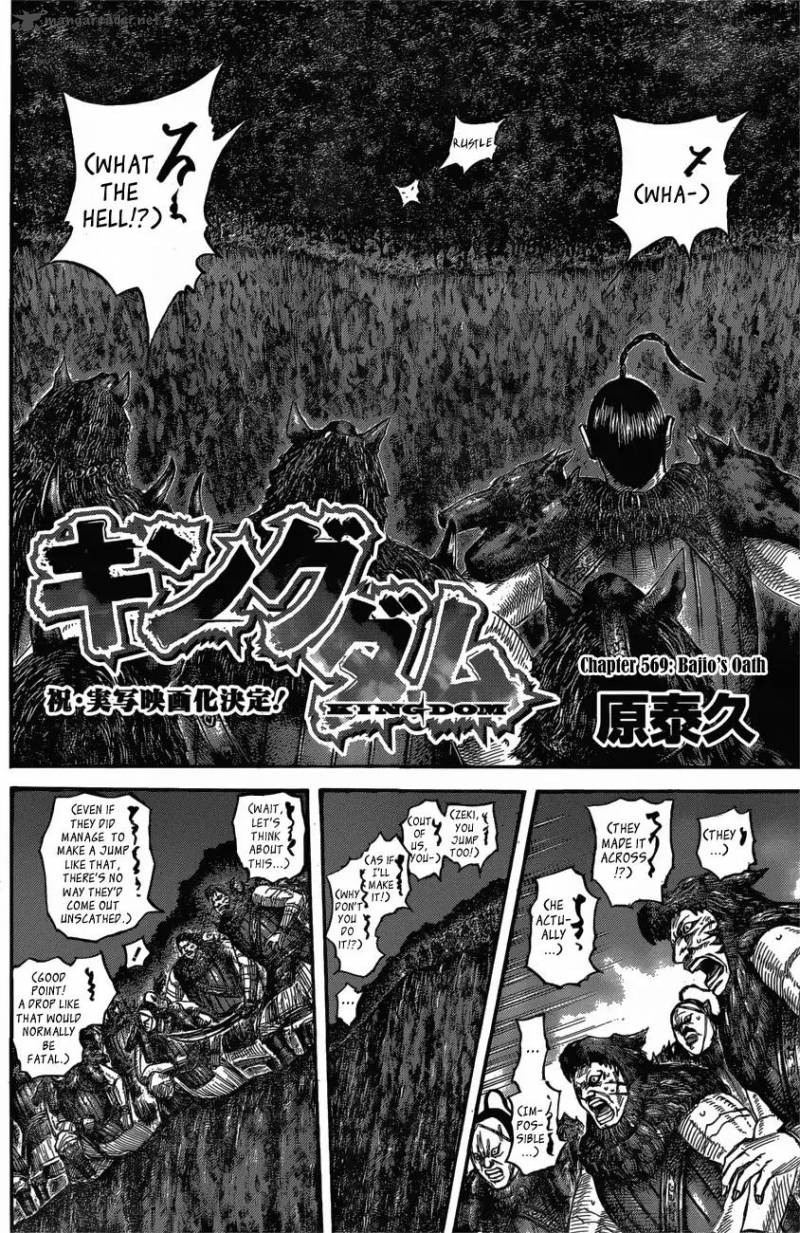 mangareader.net
(WHA-)
RUSTLE
(WHAT
THE
HELL!?)
キングダム
KINGDOM
祝・実写映画化決定!
Chapter 569: Bajio's Oath
原泰久
(THEY
...)
(THEY
MADE IT
ACROSS
!?)
(HE
ACTU-
ALLY
...)
...
(IM-
POSSIBLE
...)
(ZEKI,
YOU
JUMP
TOO!)
(OUT
OF
US,
YOU-)
(AS IF
I'LL
MAKE
IT!)
(WHY
DON'T
YOU
DO
IT!?)
...
(WAIT,
LET'S
THINK
ABOUT
THIS...)
(EVEN IF
THEY DID
MANAGE TO
MAKE A JUMP
LIKE THAT,
THERE'S NO
WAY THEY'D
COME OUT
UNSCATHED.)
!
(GOOD
POINT!
A DROP LIKE
THAT WOULD
NORMALLY
BE
FATAL.)